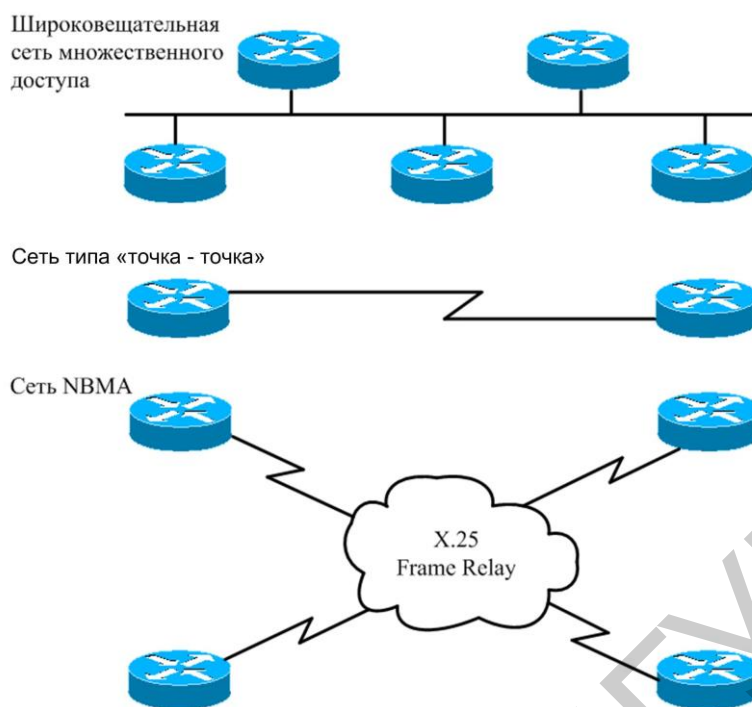 Широковещательная
сеть множественного
доступа
Сеть типа «точка - точка»
Сеть NBMA
X.25
Frame Relay